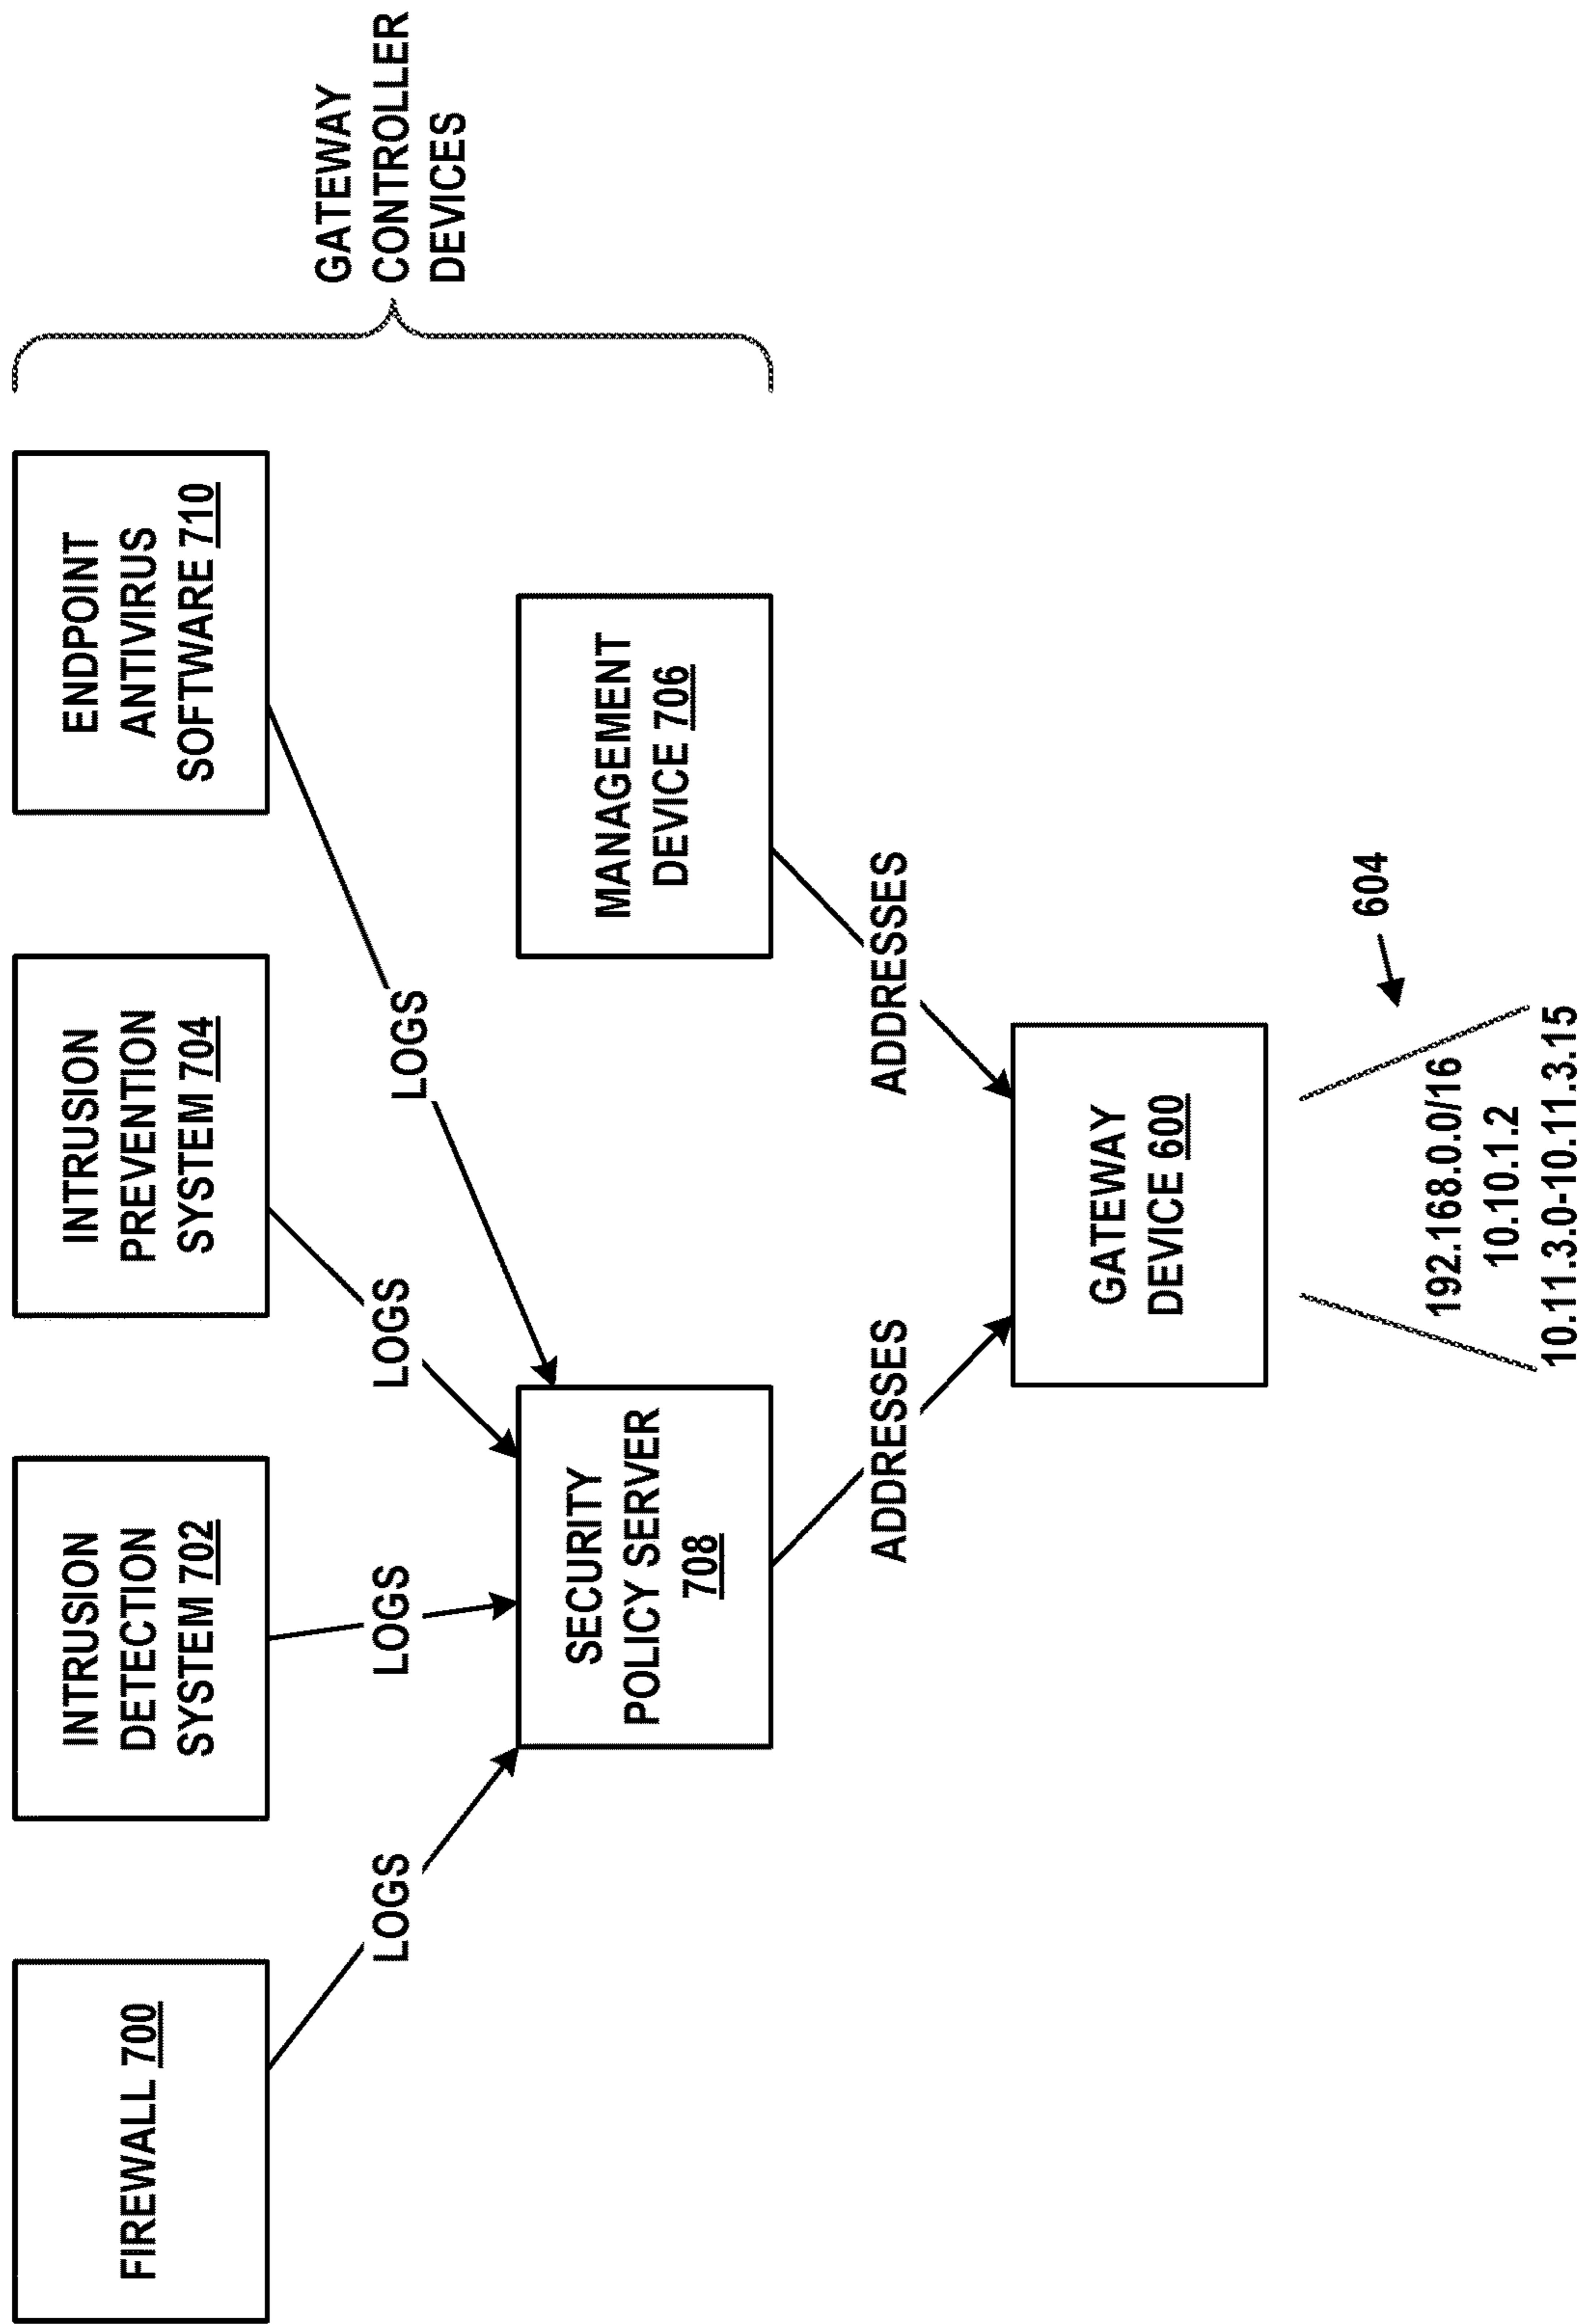 FIREWALL 700
INTRUSION
DETECTION
SYSTEM 702
INTRUSION
PREVENTION
SYSTEM 704
ENDPOINT
ANTIVIRUS
SOFTWARE 710
GATEWAY
CONTROLLER
DEVICES
LOGS
LOGS
LOGS
LOGS
SECURITY
POLICY SERVER
708
MANAGEMENT
DEVICE 706
ADDRESSES
ADDRESSES
GATEWAY
DEVICE 600
604
192.168.0.0/16
10.10.1.2
10.11.3.0-10.11.3.15